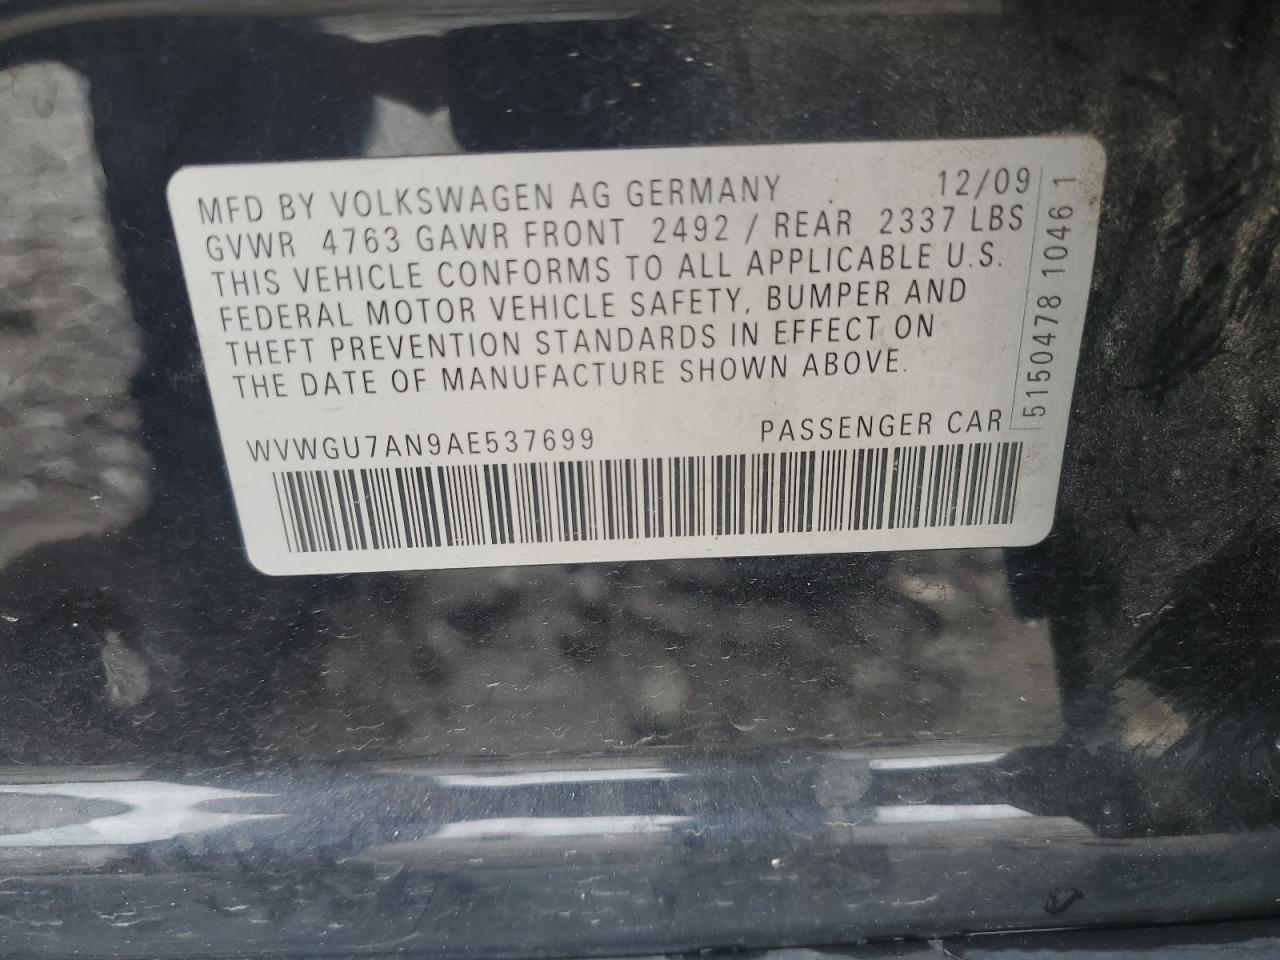 MFD BY VOLKSWAGEN AG GERMANY 12/09
GVWR 4763 GAWR FRONT 2492 / REAR 2337 LBS
THIS VEHICLE CONFORMS TO ALL APPLICABLE U.S.
FEDERAL MOTOR VEHICLE SAFETY, BUMPER AND
THEFT PREVENTION STANDARDS IN EFFECT ON
THE DATE OF MANUFACTURE SHOWN ABOVE.
WVWGU7AN9AE537699 PASSENGER CAR
5150478 1046 1